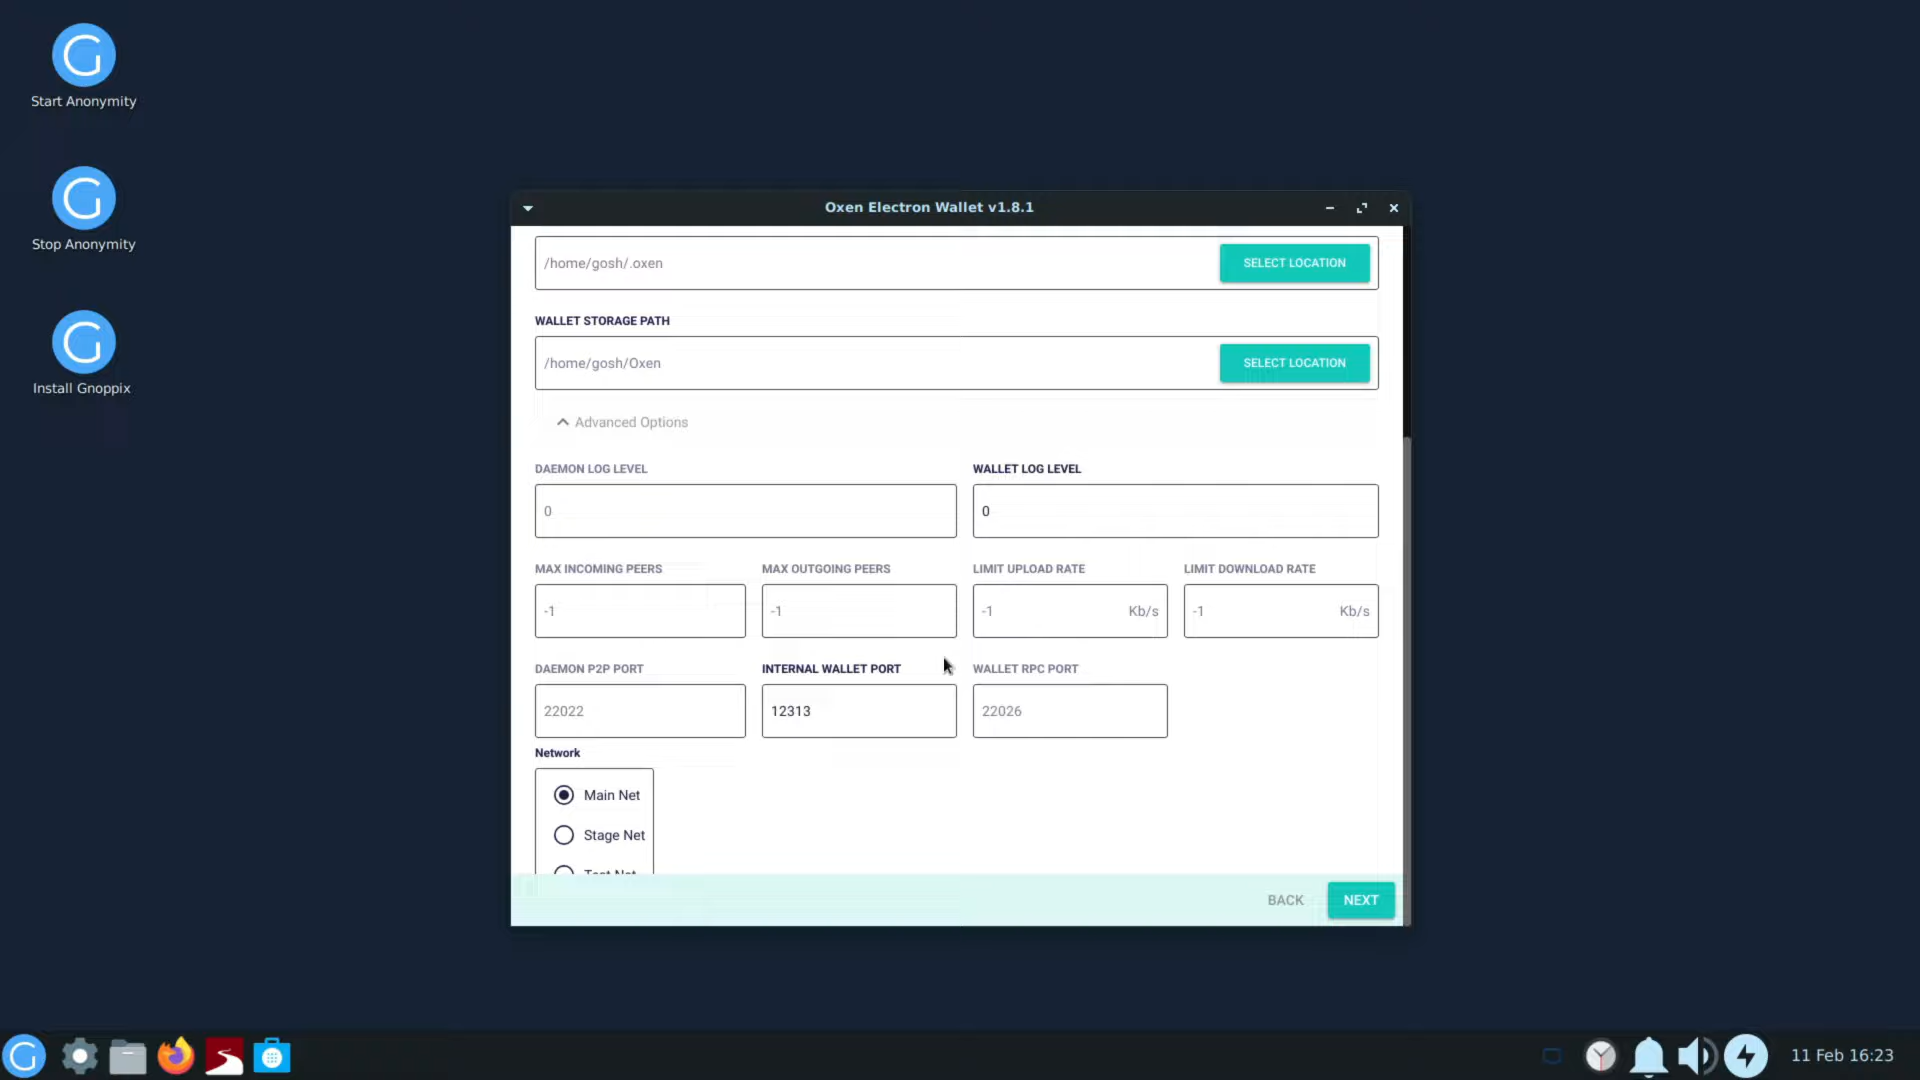 Start Anonymity
Stop Anonymity
Install Gnoppix
Oxen Electron Wallet v1.8.1
/home/gosh/.oxen
SELECT LOCATION
WALLET STORAGE PATH
/home/gosh/Oxen
SELECT LOCATION
Advanced Options
DAEMON LOG LEVEL
WALLET LOG LEVEL
0
0
MAX INCOMING PEERS
MAX OUTGOING PEERS
LIMIT UPLOAD RATE
LIMIT DOWNLOAD RATE
-1
-1
-1 Kb/s
-1 Kb/s
DAEMON P2P PORT
INTERNAL WALLET PORT
WALLET RPC PORT
22022
12313
22026
Network
Main Net
Stage Net
Test Net
BACK
NEXT
11 Feb 16:23